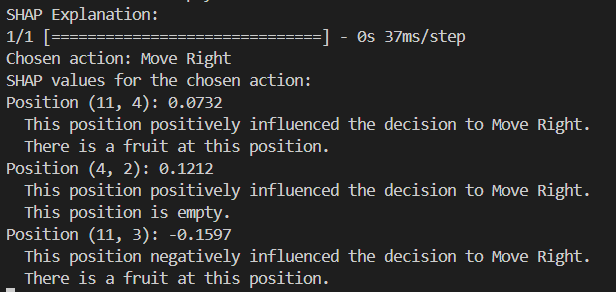 SHAP Explanation:
1/1 [==============================] - 0s 37ms/step
Chosen action: Move Right
SHAP values for the chosen action:
Position (11, 4): 0.0732
  This position positively influenced the decision to Move Right.
  There is a fruit at this position.
Position (4, 2): 0.1212
  This position positively influenced the decision to Move Right.
  This position is empty.
Position (11, 3): -0.1597
  This position negatively influenced the decision to Move Right.
  There is a fruit at this position.